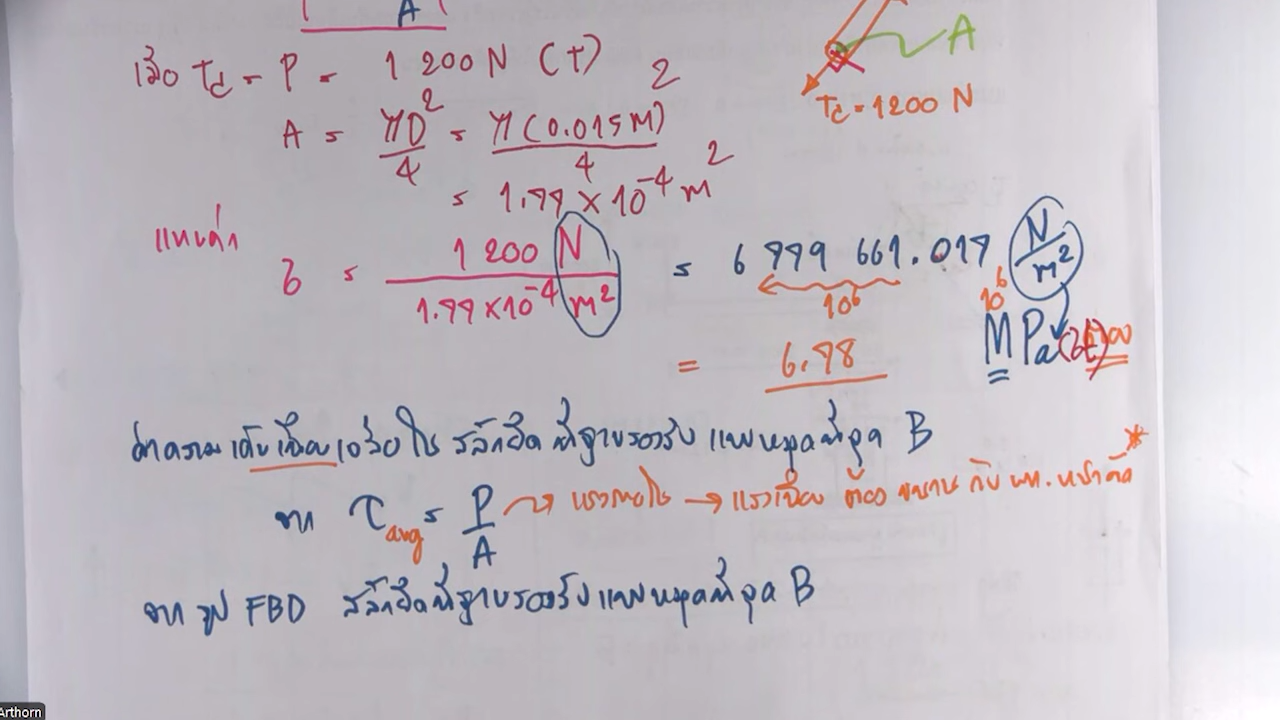 A
เมื่อ Tc = P = 1 200 N (T)
A
Tc = 1200 N
A = πD²/4 = π(0.015m)²/4
= 1.77 × 10⁻⁴ m²
แทนค่า
σ = 1 200 N / 1.77×10⁻⁴ m² = 6 779 661.017 N/m²
10⁶ 10⁶
= 6.78 MPa (σt) ตอบ
หาความเค้นเฉือนเฉลี่ยใน สลักยึดที่ฐานรองรับ แบบหมุดที่จุด B
จาก τavg = P/A → แรงภายใน → แรงเฉือน ต้อง ขนาน กับ พท. หน้าตัด *
จาก รูป FBD สลักยึดที่ฐานรองรับแบบหมุดที่จุด B
Arthorn